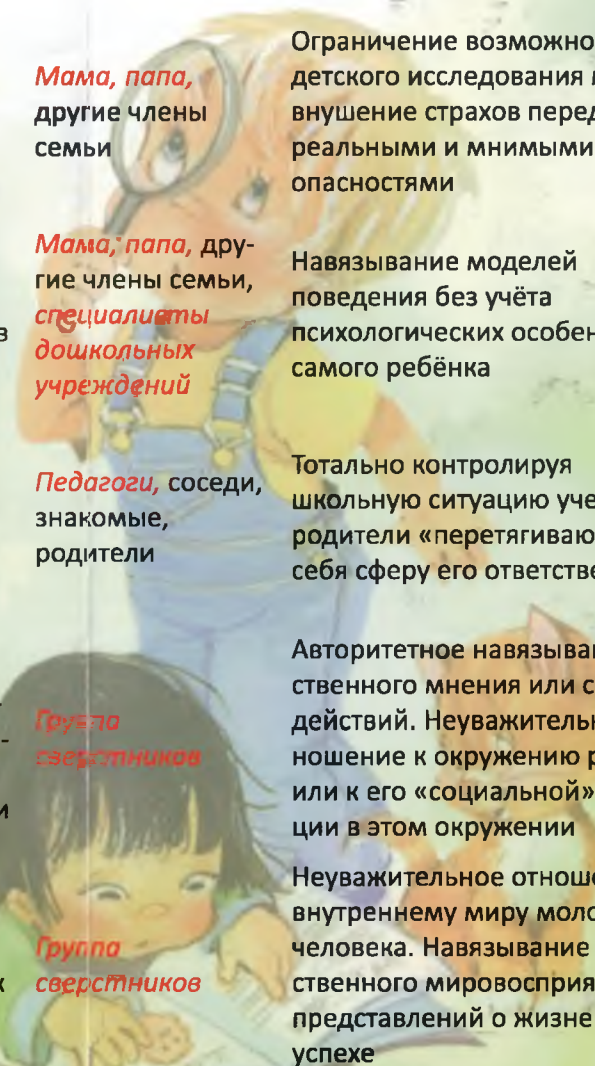 Мама, папа,
другие члены
семьи
Ограничение возможно
детского исследования
внушение страхов перед
реальными и мнимыми
опасностями
Мама, папа, дру-
гие члены семьи,
специалисты
дошкольных
учреждений
в
Навязывание моделей
поведения без учёта
психологических особен
самого ребёнка
Педагоги, соседи,
знакомые,
родители
Тотально контролируя
школьную ситуацию уче
родители «перетягиваю
себя сферу его ответстве
-
и
Группа
сверстников
Авторитетное навязыва
ственного мнения или с
действий. Неуважительн
ношение к окружению р
или к его «социальной»
ции в этом окружении
к
Группа
сверстников
Неуважительное отноше
внутреннему миру моло
человека. Навязывание
ственного мировосприя
представлений о жизне
успехе